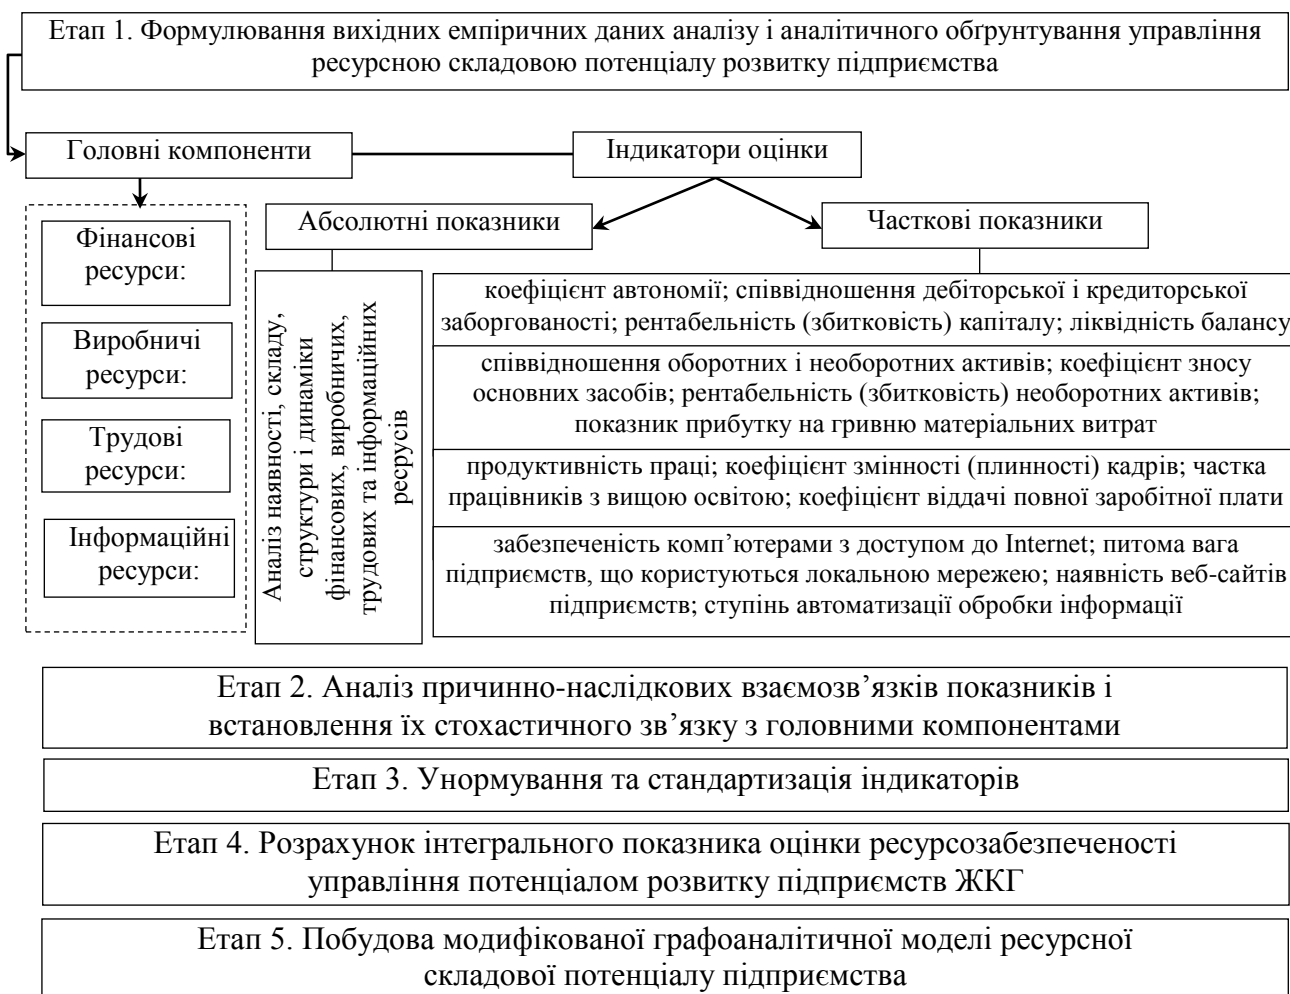 Етап 1. Формулювання вихідних емпіричних даних аналізу і аналітичного обґрунтування управління
ресурсною складовою потенціалу розвитку підприємства
Головні компоненти
Індикатори оцінки
Абсолютні показники
Часткові показники
Фінансові
ресурси:
Виробничі
ресурси:
Трудові
ресурси:
Інформаційні
ресурси:
Аналіз наявності, складу,
структури і динаміки
фінансових, виробничих,
трудових та інформаційних
ресрусів
коефіцієнт автономії; співвідношення дебіторської і кредиторської
заборгованості; рентабельність (збитковість) капіталу; ліквідність балансу
співвідношення оборотних і необоротних активів; коефіцієнт зносу
основних засобів; рентабельність (збитковість) необоротних активів;
показник прибутку на гривню матеріальних витрат
продуктивність праці; коефіцієнт змінності (плинності) кадрів; частка
працівників з вищою освітою; коефіцієнт віддачі повної заробітної плати
забезпеченість комп’ютерами з доступом до Internet; питома вага
підприємств, що користуються локальною мережею; наявність веб-сайтів
підприємств; ступінь автоматизації обробки інформації
Етап 2. Аналіз причинно-наслідкових взаємозв’язків показників і
встановлення їх стохастичного зв’язку з головними компонентами
Етап 3. Унормування та стандартизація індикаторів
Етап 4. Розрахунок інтегрального показника оцінки ресурсозабезпеченості
управління потенціалом розвитку підприємств ЖКГ
Етап 5. Побудова модифікованої графоаналітичної моделі ресурсної
складової потенціалу підприємства